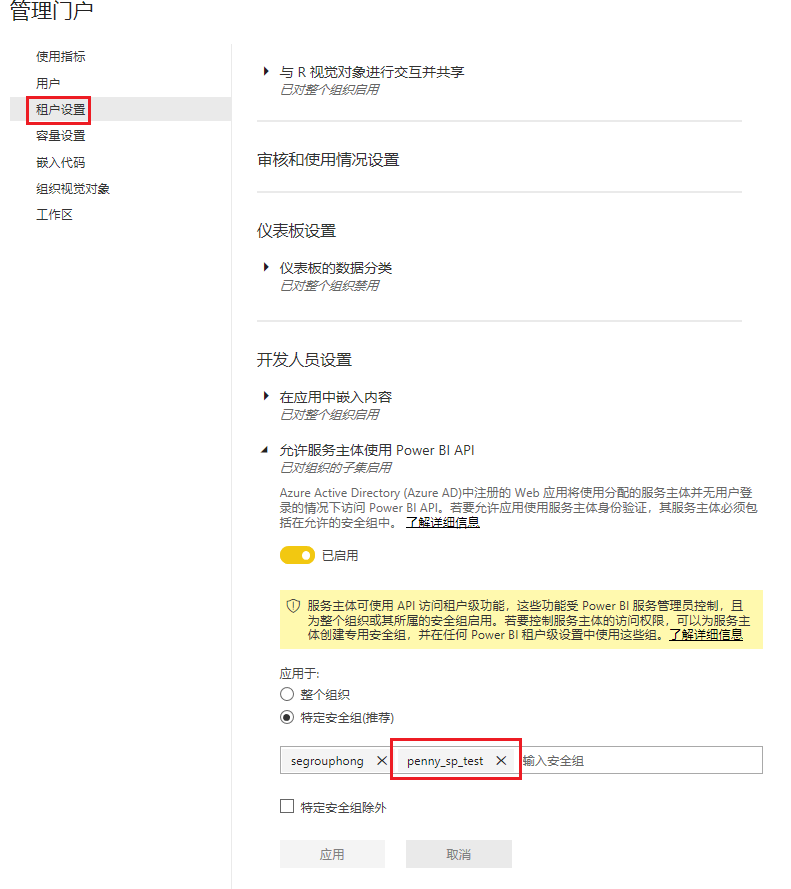 管理门户
使用指标
用户
租户设置
容量设置
嵌入代码
组织视觉对象
工作区
与 R 视觉对象进行交互并共享
已对整个组织启用
审核和使用情况设置
仪表板设置
仪表板的数据分类
已对整个组织禁用
开发人员设置
在应用中嵌入内容
已对整个组织启用
允许服务主体使用 Power BI API
已对组织的子集启用
Azure Active Directory (Azure AD)中注册的 Web 应用将使用分配的服务主体并无用户登
录的情况下访问 Power BI API。若要允许应用使用服务主体身份验证，其服务主体必须包
括在允许的安全组中。 了解详细信息
已启用
服务主体可使用 API 访问租户级功能，这些功能受 Power BI 服务管理员控制，且
为整个组织或其所属的安全组启用。若要控制服务主体的访问权限，可以为服务主
体创建专用安全组，并在任何 Power BI 租户级设置中使用这些组。了解详细信息
应用于:
整个组织
特定安全组(推荐)
segrouphong penny_sp_test 输入安全组
特定安全组除外
应用 取消